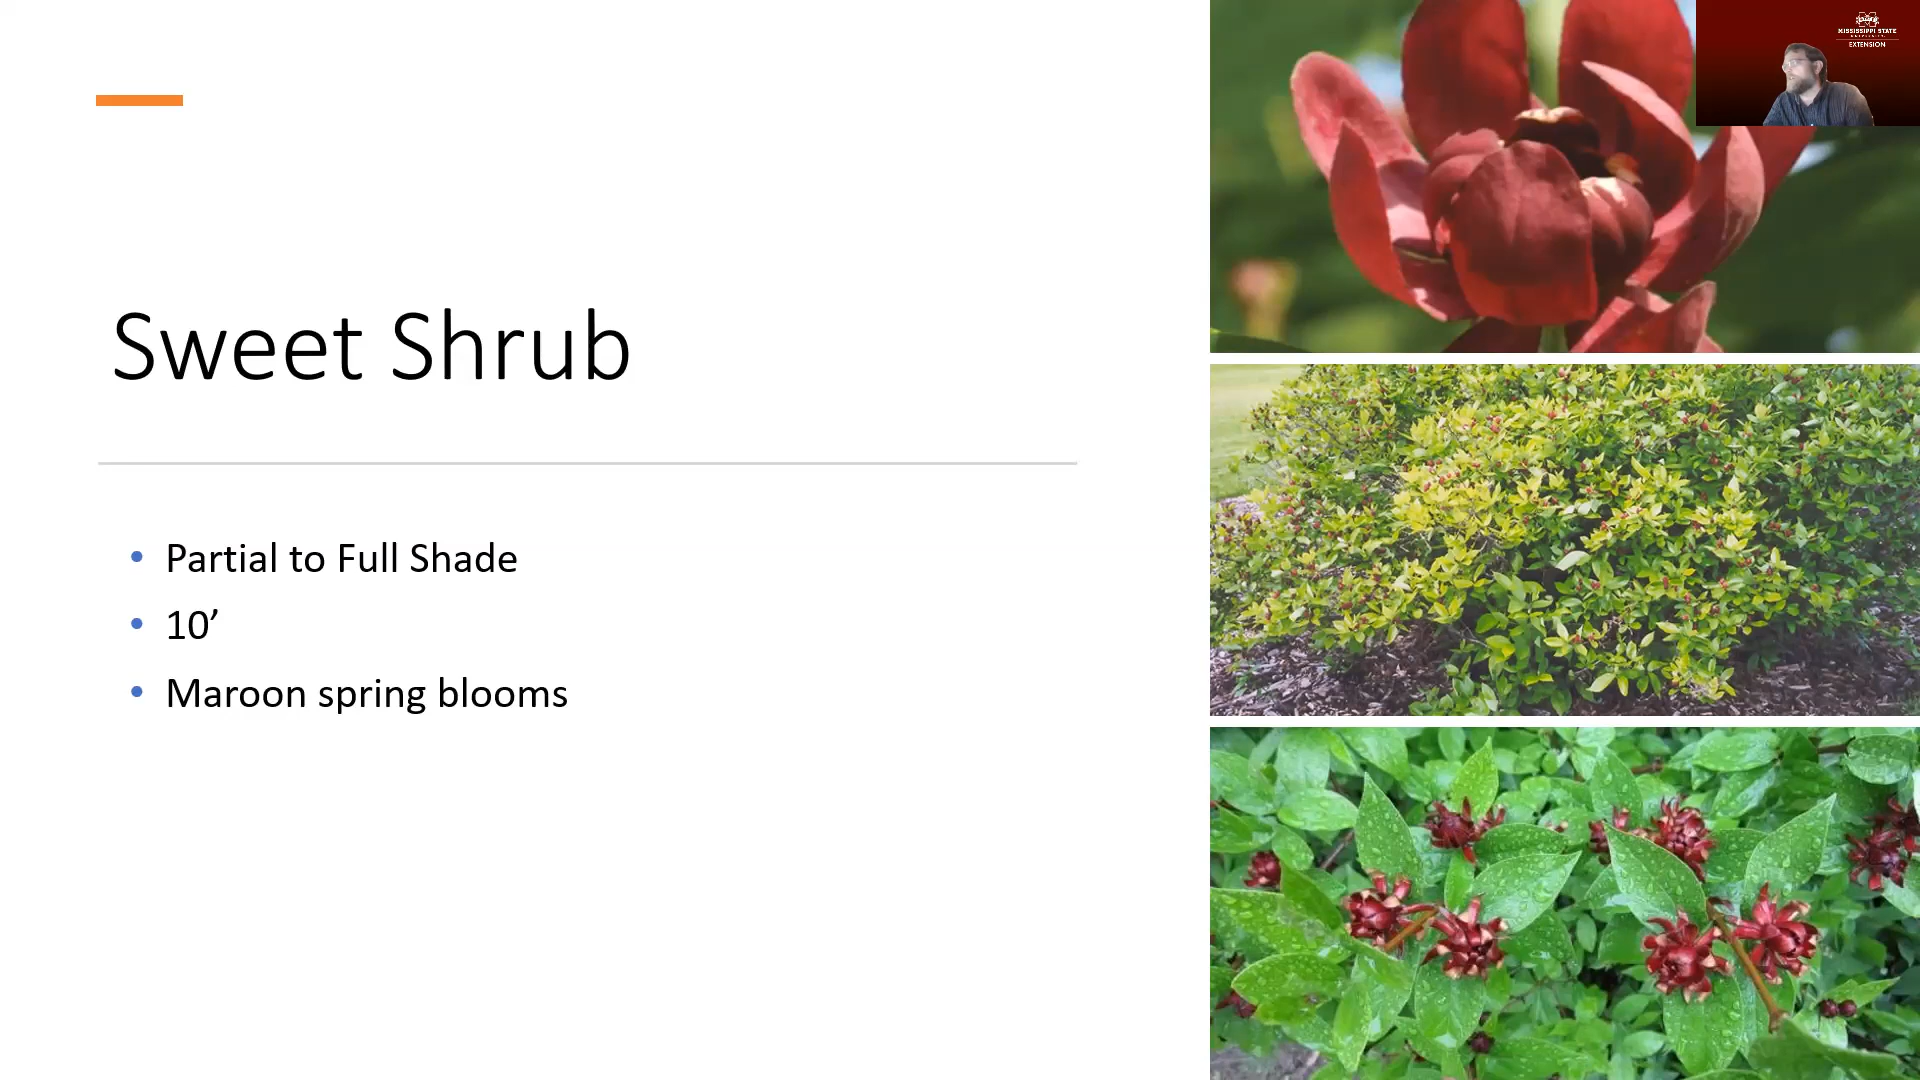 Sweet Shrub
• Partial to Full Shade
• 10’
• Maroon spring blooms
MISSISSIPPI STATE
UNIVERSITY
EXTENSION